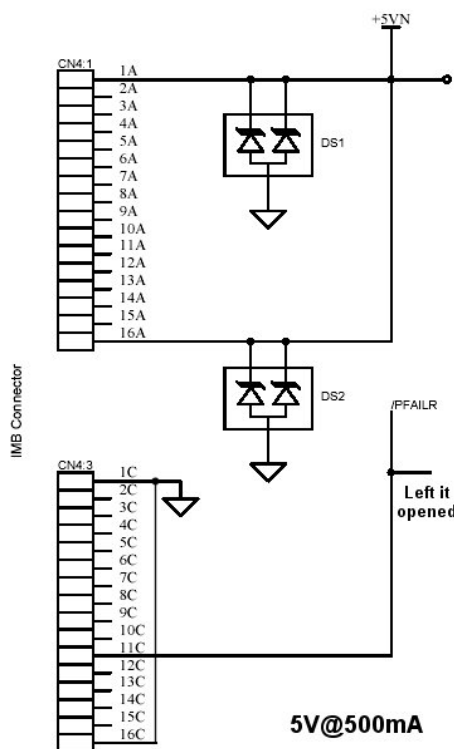 +5VN
CN4:1
1A
2A
3A
4A
5A
6A
7A
8A
9A
10A
11A
12A
13A
14A
15A
16A
DS1
DS2
IMB Connector
/PFAILR
Left it
opened
CN4:3
1C
2C
3C
4C
5C
6C
7C
8C
9C
10C
11C
12C
13C
14C
15C
16C
5V@500mA